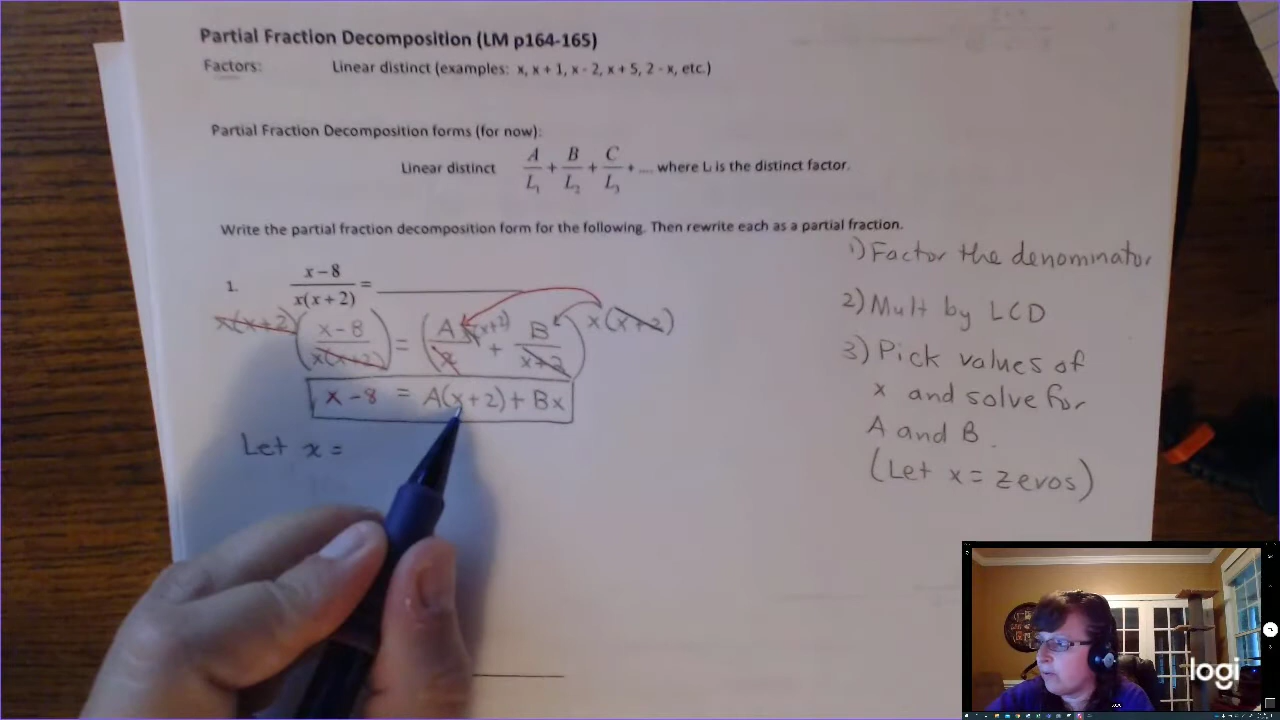 Partial Fraction Decomposition (LM p164-165)
Factors: Linear distinct (examples: x, x + 1, x - 2, x + 5, 2 - x, etc.)
Partial Fraction Decomposition forms (for now):
Linear distinct A/L₁ + B/L₂ + C/L₃ + .... where L is the distinct factor.
Write the partial fraction decomposition form for the following. Then rewrite each as a partial fraction.
1. (x − 8)/(x(x + 2)) = ____________
x(x+2) ((x-8)/(x(x+2))) = (A/x x(x+2) + B/(x+2)) x(x+2)
x - 8 = A(x+2) + Bx
Let x =
1) Factor the denominator
2) Mult by LCD
3) Pick values of
x and solve for
A and B.
(Let x = zeros)
logi